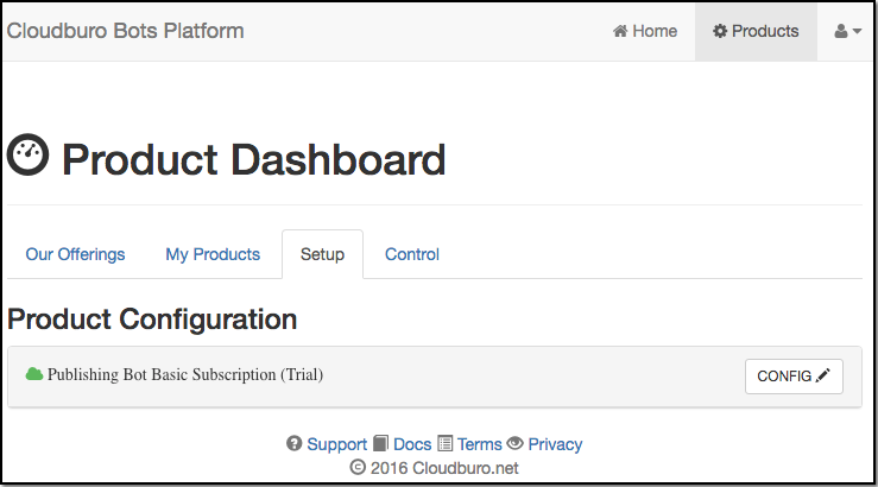 Cloudburo Bots Platform Home Products
Product Dashboard
Our Offerings My Products Setup Control
Product Configuration
Publishing Bot Basic Subscription (Trial) CONFIG
Support Docs Terms Privacy
© 2016 Cloudburo.net